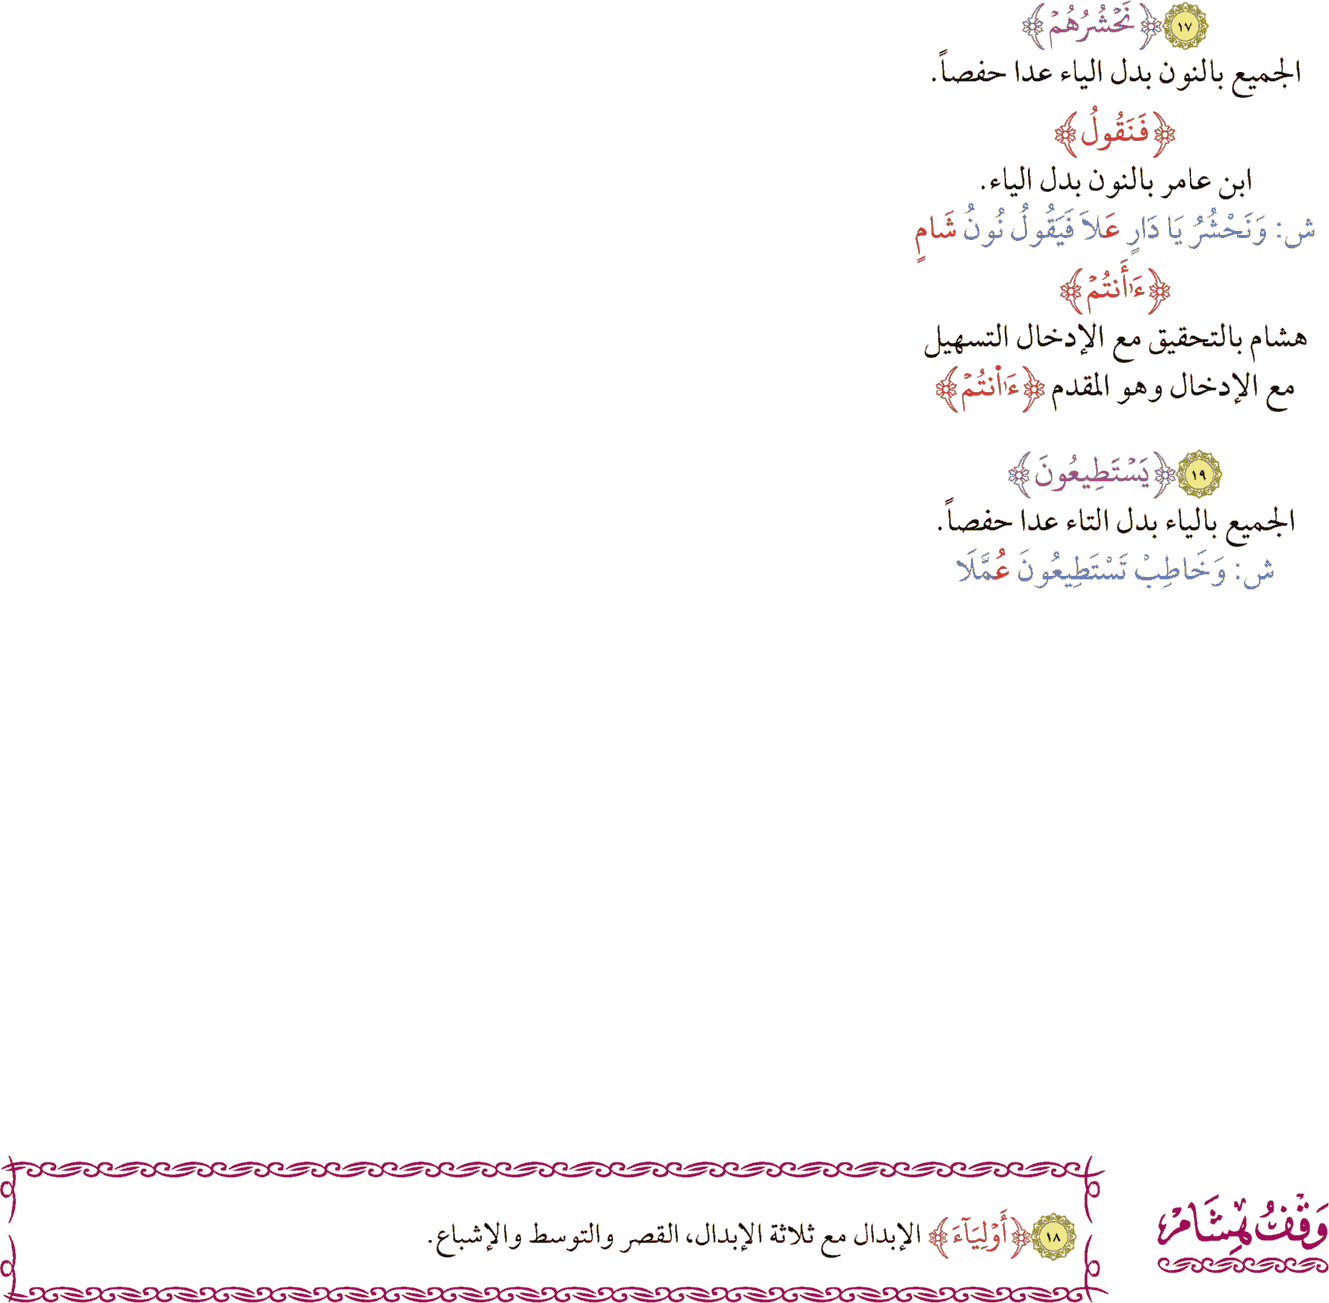 ١٧ ﴿نَحْشُرُهُمْ﴾
الجميع بالنون بدل الياء عدا حفصاً.
﴿فَنَقُولُ﴾
ابن عامر بالنون بدل الياء.
ش: وَنَحْشُرُ يَا دَارٍ عَلاَ فَيَقُولُ نُونُ شَامٍ
﴿ءَاَ۬نتُمْ﴾
هشام بالتحقيق مع الإدخال التسهيل
مع الإدخال وهو المقدم ﴿ءَا۬نتُمْ﴾
١٩ ﴿يَسْتَطِيعُونَ﴾
الجميع بالياء بدل التاء عدا حفصاً.
ش: وَخَاطِبْ تَسْتَطِيعُونَ عُمَّلَا
وَقْفُ هِشَامْ
١٨ ﴿أَوْلِيَآءَ﴾ الإبدال مع ثلاثة الإبدال، القصر والتوسط والإشباع.